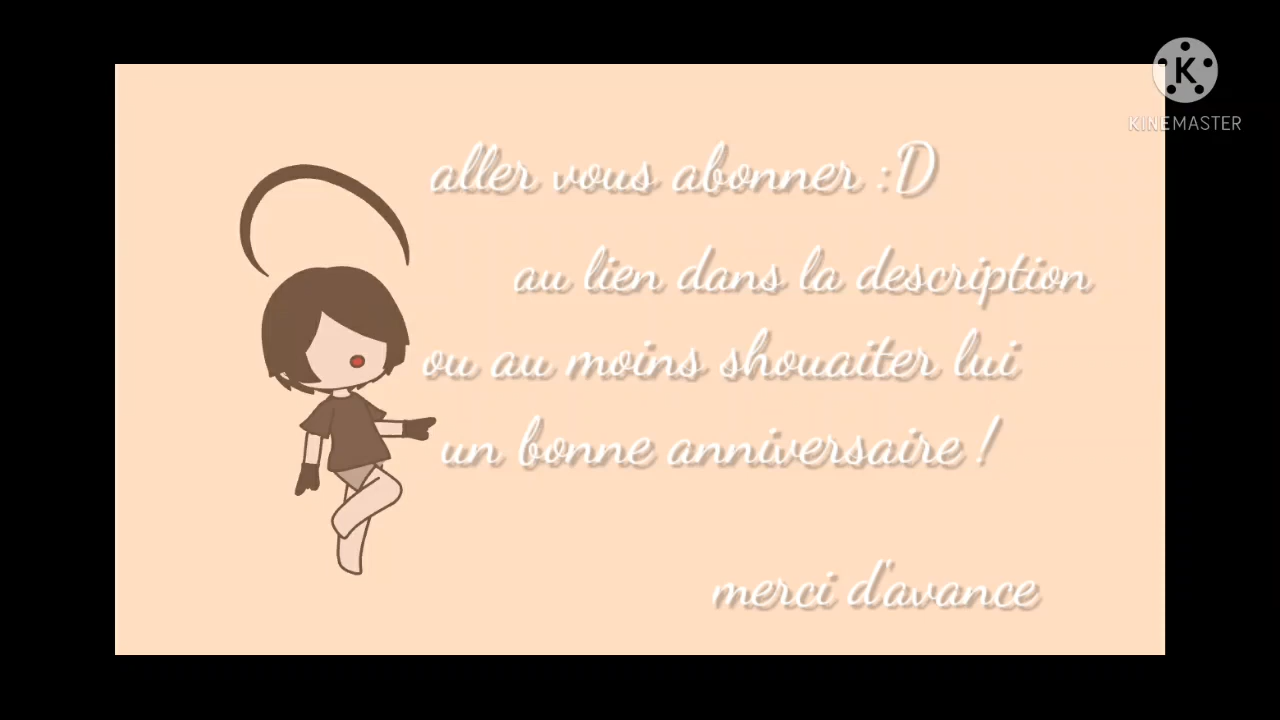 KINEMASTER
aller vous abonner :D
au lien dans la description
ou au moins shouaiter lui
un bonne anniversaire !
merci d'avance